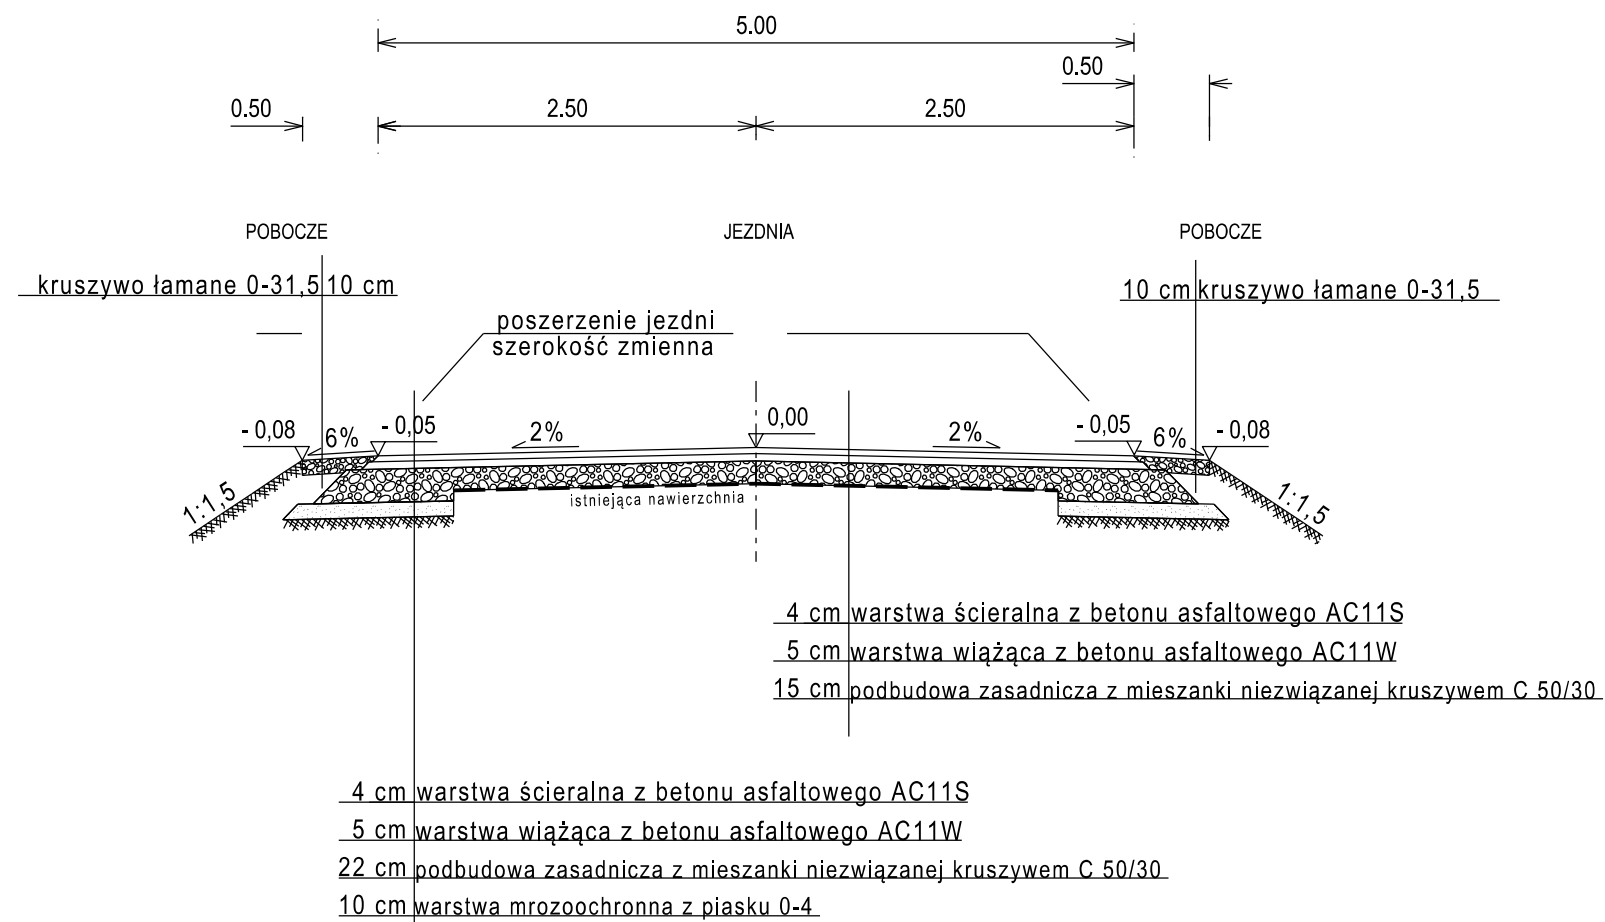 5.00
0.50
0.50
2.50
2.50
POBOCZE
JEZDNIA
POBOCZE
kruszywo łamane 0-31,5 10 cm
10 cm kruszywo łamane 0-31,5
poszerzenie jezdni
szerokość zmienna
- 0,08
6%
- 0,05
2%
0,00
2%
- 0,05
6%
- 0,08
1:1,5
istniejąca nawierzchnia
1:1,5
4 cm warstwa ścieralna z betonu asfaltowego AC11S
5 cm warstwa wiążąca z betonu asfaltowego AC11W
15 cm podbudowa zasadnicza z mieszanki niezwiązanej kruszywem C 50/30
4 cm warstwa ścieralna z betonu asfaltowego AC11S
5 cm warstwa wiążąca z betonu asfaltowego AC11W
22 cm podbudowa zasadnicza z mieszanki niezwiązanej kruszywem C 50/30
10 cm warstwa mrozoochronna z piasku 0-4